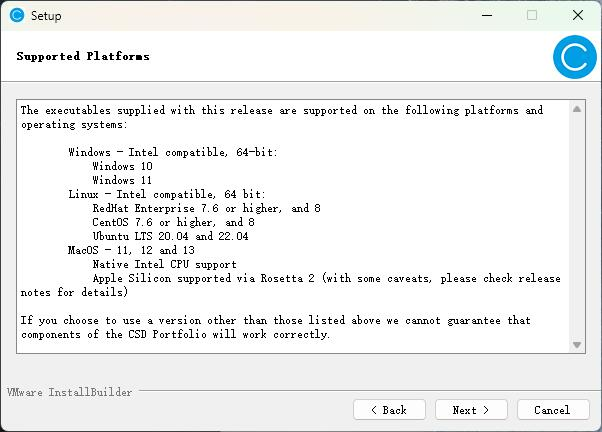 Setup
Supported Platforms
The executables supplied with this release are supported on the following platforms and
operating systems:
Windows - Intel compatible, 64-bit:
Windows 10
Windows 11
Linux - Intel compatible, 64 bit:
RedHat Enterprise 7.6 or higher, and 8
CentOS 7.6 or higher, and 8
Ubuntu LTS 20.04 and 22.04
MacOS - 11, 12 and 13
Native Intel CPU support
Apple Silicon supported via Rosetta 2 (with some caveats, please check release
notes for details)
If you choose to use a version other than those listed above we cannot guarantee that
components of the CSD Portfolio will work correctly.
VMware InstallBuilder
< Back
Next >
Cancel